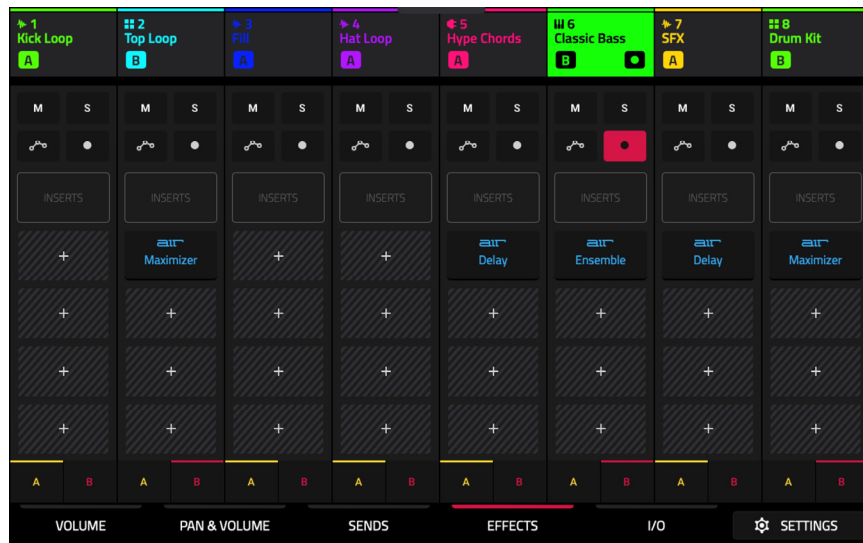 1 2 3 4 5 6 7 8
Kick Loop Top Loop Fill Hat Loop Hype Chords Classic Bass SFX Drum Kit
A B A A A B A B
M S M S M S M S M S M S M S M S
INSERTS INSERTS INSERTS INSERTS INSERTS INSERTS INSERTS INSERTS
+ air + + air air air air
Maximizer Delay Ensemble Delay Maximizer
+ + + + + + + +
+ + + + + + + +
+ + + + + + + +
A B A B A B A B A B A B A B A B
VOLUME PAN & VOLUME SENDS EFFECTS I/O SETTINGS